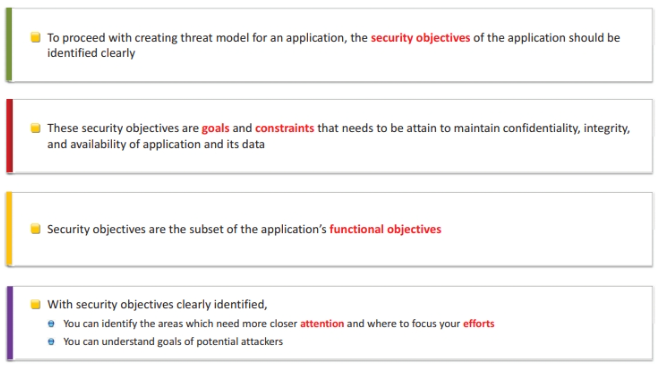 To proceed with creating threat model for an application, the security objectives of the application should be
identified clearly
These security objectives are goals and constraints that needs to be attain to maintain confidentiality, integrity,
and availability of application and its data
Security objectives are the subset of the application's functional objectives
With security objectives clearly identified,
You can identify the areas which need more closer attention and where to focus your efforts
You can understand goals of potential attackers